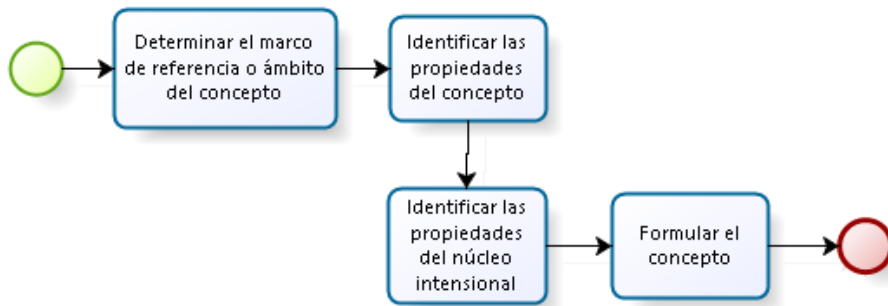 Determinar el marco
de referencia o ámbito
del concepto
Identificar las
propiedades
del concepto
Identificar las
propiedades
del núcleo
intensional
Formular el
concepto